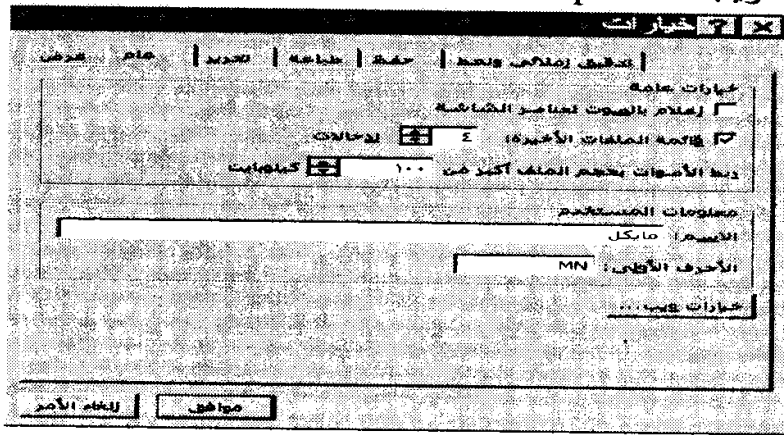 خيارات
عرض عام تحرير طباعة حفظ تدقيق إملائي ونمط
خيارات عامة
إعلام بالصوت لعناصر الشاشة
قائمة الملفات الأخيرة: ٤ إدخالات
ربط الأصوات بحجم الملف أكبر من ١٠٠ كيلوبايت
معلومات المستخدم
الاسم: مايكل
الأحرف الأولى: MN
خيارات ويب...
موافق إلغاء الأمر